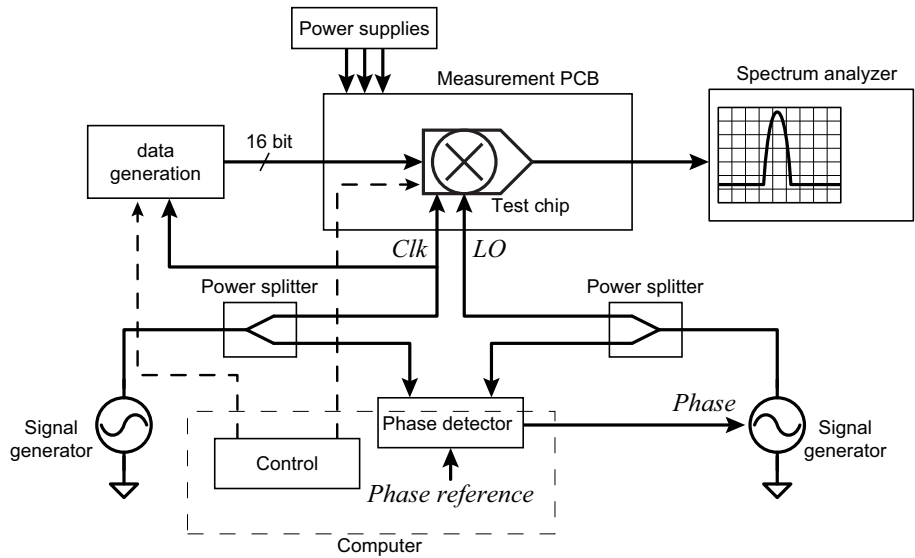 Power supplies
Measurement PCB
Spectrum analyzer
data
generation
16 bit
Test chip
Clk
LO
Power splitter
Power splitter
Signal
generator
Phase detector
Phase
Signal
generator
Control
Phase reference
Computer